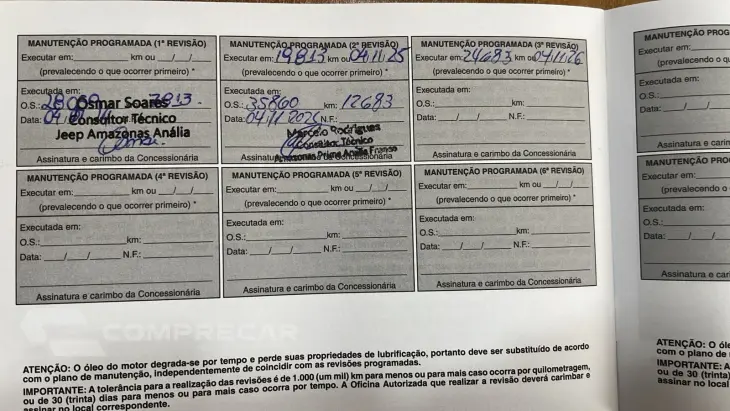 MANUTENÇÃO PROGRAMADA (1ª REVISÃO)
Executar em: km ou / /
(prevalecendo o que ocorrer primeiro) *
Executada em:
O.S.: km: 7813.
Data:
Osmar Soares
Consultor Técnico
Jeep Amazonas Anália
Assinatura e carimbo da Concessionária
MANUTENÇÃO PROGRAMADA (2ª REVISÃO)
Executar em: 19813 km ou 04/11/25
(prevalecendo o que ocorrer primeiro) *
Executada em:
O.S.: 35860 km: 12683
Data: 04/11/2025 N.F.:
Marcelo Rodrigues
Consultor Técnico
Assinatura e carimbo da Concessionária
MANUTENÇÃO PROGRAMADA (3ª REVISÃO)
Executar em: 24683 km ou 04/11/26
(prevalecendo o que ocorrer primeiro) *
Executada em:
O.S.: km:
Data: / / N.F.:
Assinatura e carimbo da Concessionária
MANUTENÇÃO PROGRAMADA (4ª REVISÃO)
Executar em: km ou / /
(prevalecendo o que ocorrer primeiro) *
Executada em:
O.S.: km:
Data: / / N.F.:
Assinatura e carimbo da Concessionária
MANUTENÇÃO PROGRAMADA (5ª REVISÃO)
Executar em: km ou / /
(prevalecendo o que ocorrer primeiro) *
Executada em:
O.S.: km:
Data: / / N.F.:
Assinatura e carimbo da Concessionária
MANUTENÇÃO PROGRAMADA (6ª REVISÃO)
Executar em: km ou / /
(prevalecendo o que ocorrer primeiro) *
Executada em:
O.S.: km:
Data: / / N.F.:
Assinatura e carimbo da Concessionária
COMPRECAR
ATENÇÃO: O óleo do motor degrada-se por tempo e perde suas propriedades de lubrificação, portanto deve ser substituído de acordo
com o plano de manutenção, independentemente de coincidir com as revisões programadas.
IMPORTANTE: A tolerância para a realização das revisões é de 1.000 (um mil) km para menos ou para mais caso ocorra por quilometragem,
ou de 30 (trinta) dias para menos ou para mais caso ocorra por tempo. A Oficina Autorizada que realizar a revisão deverá carimbar e
assinar no local correspondente.
MANUTENÇÃO PROG
Executar em:
(prevalecendo o qu
Executada em:
O.S.:
Data: / /
Assinatura e car
MANUTENÇÃO PRO
Executar em:
(prevalecendo o
Executada em:
O.S.:
Data: / /
Assinatura e car
ATENÇÃO: O óle
com o plano de
IMPORTANTE: A
ou de 30 (trinta)
assinar no local